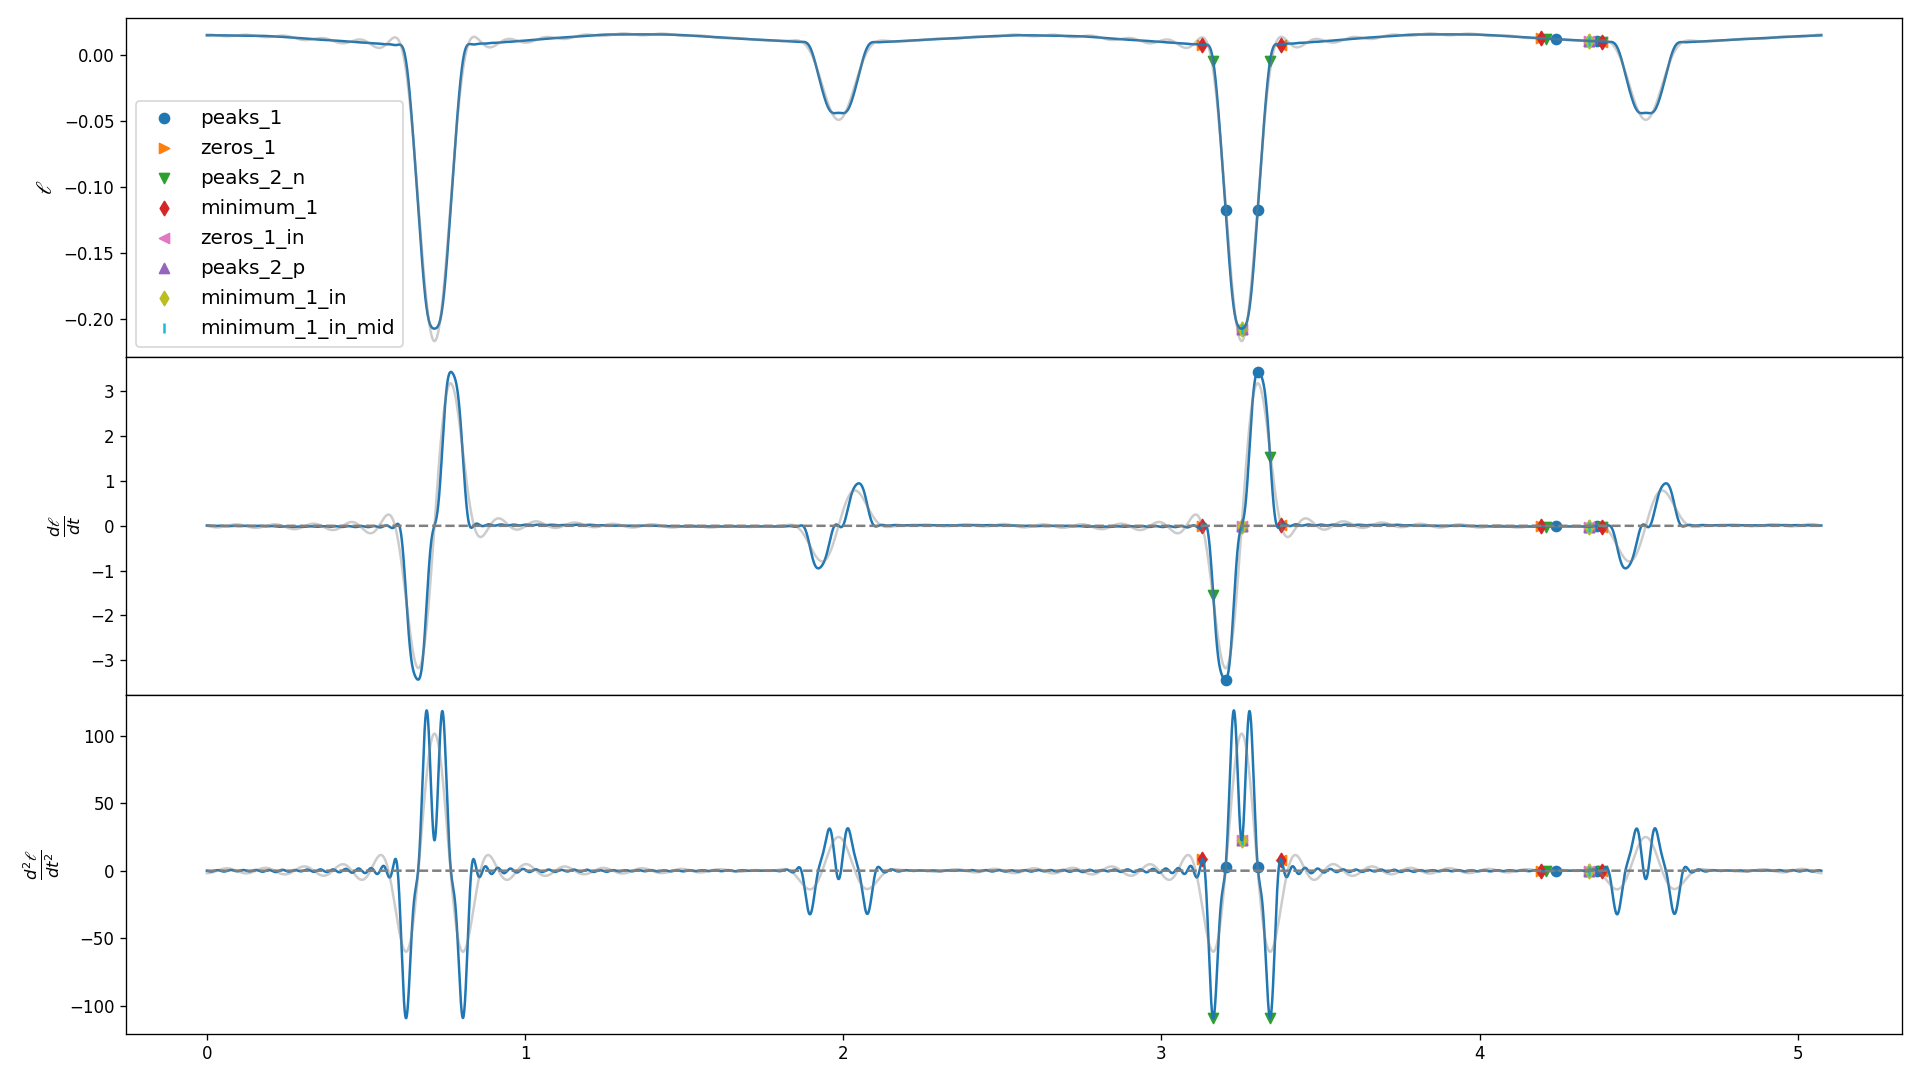 0.00
−0.05
−0.10
−0.15
−0.20
ℓ
peaks_1
zeros_1
peaks_2_n
minimum_1
zeros_1_in
peaks_2_p
minimum_1_in
minimum_1_in_mid
3
2
1
0
−1
−2
−3
dℓ
dt
100
50
0
−50
−100
d²ℓ
dt²
0 1 2 3 4 5